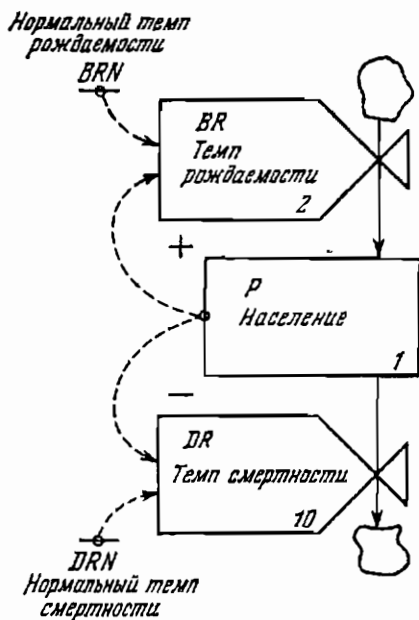 Нормальный темп
рождаемости
BRN
BR
Темп
рождаемости
2
+
P
Население
1
−
DR
Темп смертности
10
DRN
Нормальный темп
смертности